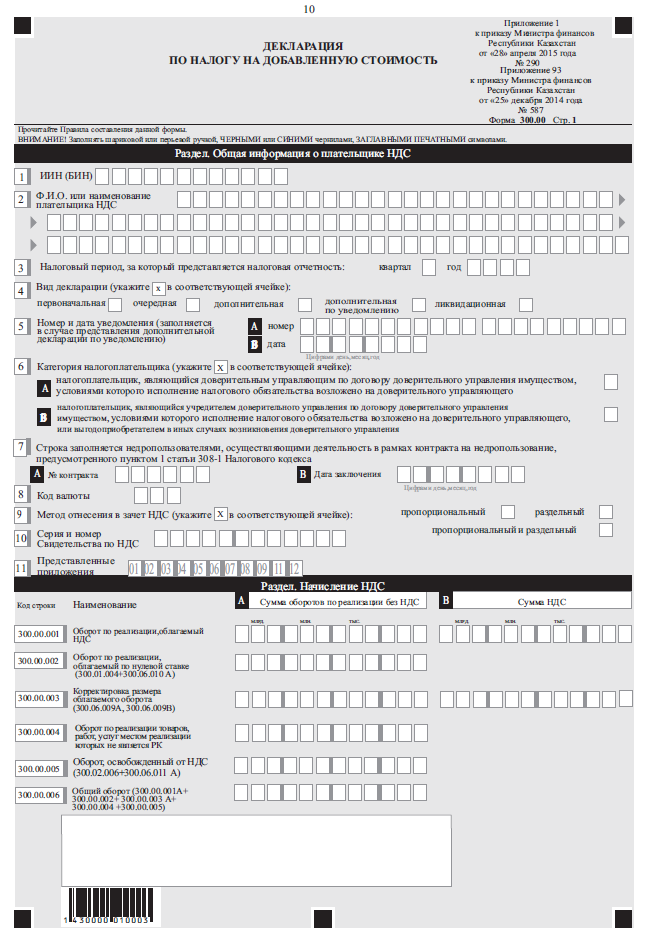 10
Приложение 1
к приказу Министра финансов
Республики Казахстан
от «28» апреля 2015 года
№ 290
Приложение 93
к приказу Министра финансов
Республики Казахстан
от «25» декабря 2014 года
№ 587
Форма 300.00 Стр. 1
ДЕКЛАРАЦИЯ
ПО НАЛОГУ НА ДОБАВЛЕННУЮ СТОИМОСТЬ
Прочитайте Правила составления данной формы.
ВНИМАНИЕ! Заполнять шариковой или перьевой ручкой, ЧЕРНЫМИ или СИНИМИ чернилами, ЗАГЛАВНЫМИ ПЕЧАТНЫМИ символами.
Раздел. Общая информация о плательщике НДС
1 ИИН (БИН)
2 Ф.И.О. или наименование
плательщика НДС
3 Налоговый период, за который представляется налоговая отчетность: квартал год
4 Вид декларации (укажите x в соответствующей ячейке):
первоначальная очередная дополнительная дополнительная
по уведомлению ликвидационная
5 Номер и дата уведомления (заполняется
в случае представления дополнительной
декларации по уведомлению)
A номер
B дата
Цифрами день,месяц,год
6 Категория налогоплательщика (укажите X в соответствующей ячейке):
A налогоплательщик, являющийся доверительным управляющим по договору доверительного управления имуществом,
условиями которого исполнение налогового обязательства возложено на доверительного управляющего
B налогоплательщик, являющийся учредителем доверительного управления по договору доверительного управления
имуществом, условиями которого исполнение налогового обязательства возложено на доверительного управляющего,
или выгодоприобретателем в иных случаях возникновения доверительного управления
7 Строка заполняется недропользователями, осуществляющими деятельность в рамках контракта на недропользование,
предусмотренного пунктом 1 статьи 308-1 Налогового кодекса
A № контракта B Дата заключения
Цифрами день,месяц,год
8 Код валюты
9 Метод отнесения в зачет НДС (укажите X в соответствующей ячейке): пропорциональный раздельный
пропорциональный и раздельный
10 Серия и номер
Свидетельства по НДС
11 Представленные
приложения 01 02 03 04 05 06 07 08 09 10 11 12
Раздел. Начисление НДС
Код строки Наименование A Сумма оборотов по реализации без НДС B Сумма НДС
млрд. млн. тыс. млрд. млн. тыс.
300.00.001 Оборот по реализации,облагаемый
НДС
300.00.002 Оборот по реализации,
облагаемый по нулевой ставке
(300.01.004+300.06.010 А)
300.00.003 Корректировка размера
облагаемого оборота
(300.06.009А, 300.06.009В)
300.00.004 Оборот по реализации товаров,
работ, услуг местом реализации
которых не является РК
300.00.005 Оборот, освобожденный от НДС
(300.02.006+300.06.011 А)
300.00.006 Общий оборот (300.00.001А+
300.00.002+ 300.00.003 А+
300.00.004 +300.00.005)
1 430000 010003